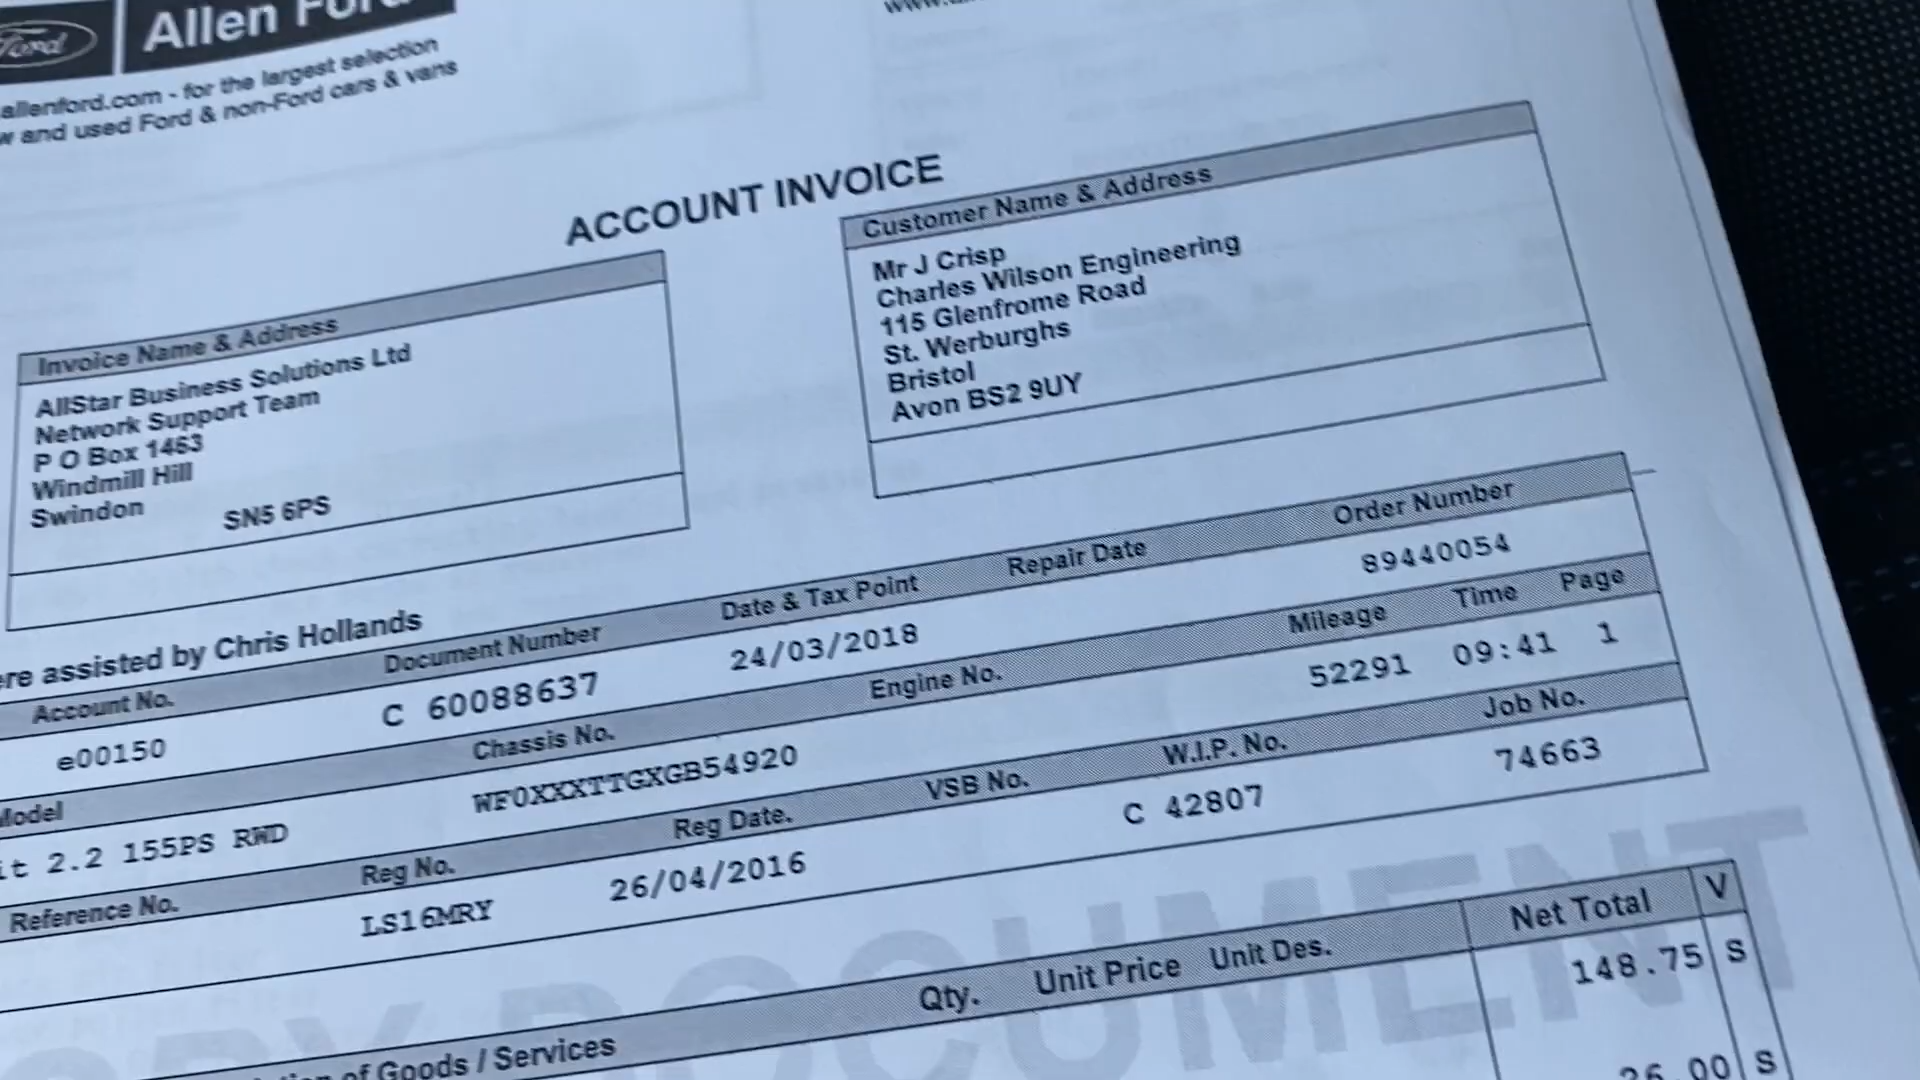 Ford Allen Ford
allenford.com - for the largest selection
and used Ford & non-Ford cars & vans
ACCOUNT INVOICE
Invoice Name & Address
AllStar Business Solutions Ltd
Network Support Team
P O Box 1463
Windmill Hill
Swindon SN5 6PS
Customer Name & Address
Mr J Crisp
Charles Wilson Engineering
115 Glenfrome Road
St. Werburghs
Bristol
Avon BS2 9UY
assisted by Chris Hollands
Account No. Document Number Date & Tax Point Repair Date Order Number
e00150 C 60088637 24/03/2018 89440054
Model Chassis No. Engine No. Mileage Time Page
it 2.2 155PS RWD WF0XXXTTGXGB54920 52291 09:41 1
Reference No. Reg No. Reg Date. VSB No. W.I.P. No. Job No.
LS16MRY 26/04/2016 C 42807 74663
of Goods / Services Qty. Unit Price Unit Des. Net Total V
148.75 S
26.00 S
COPY DOCUMENT